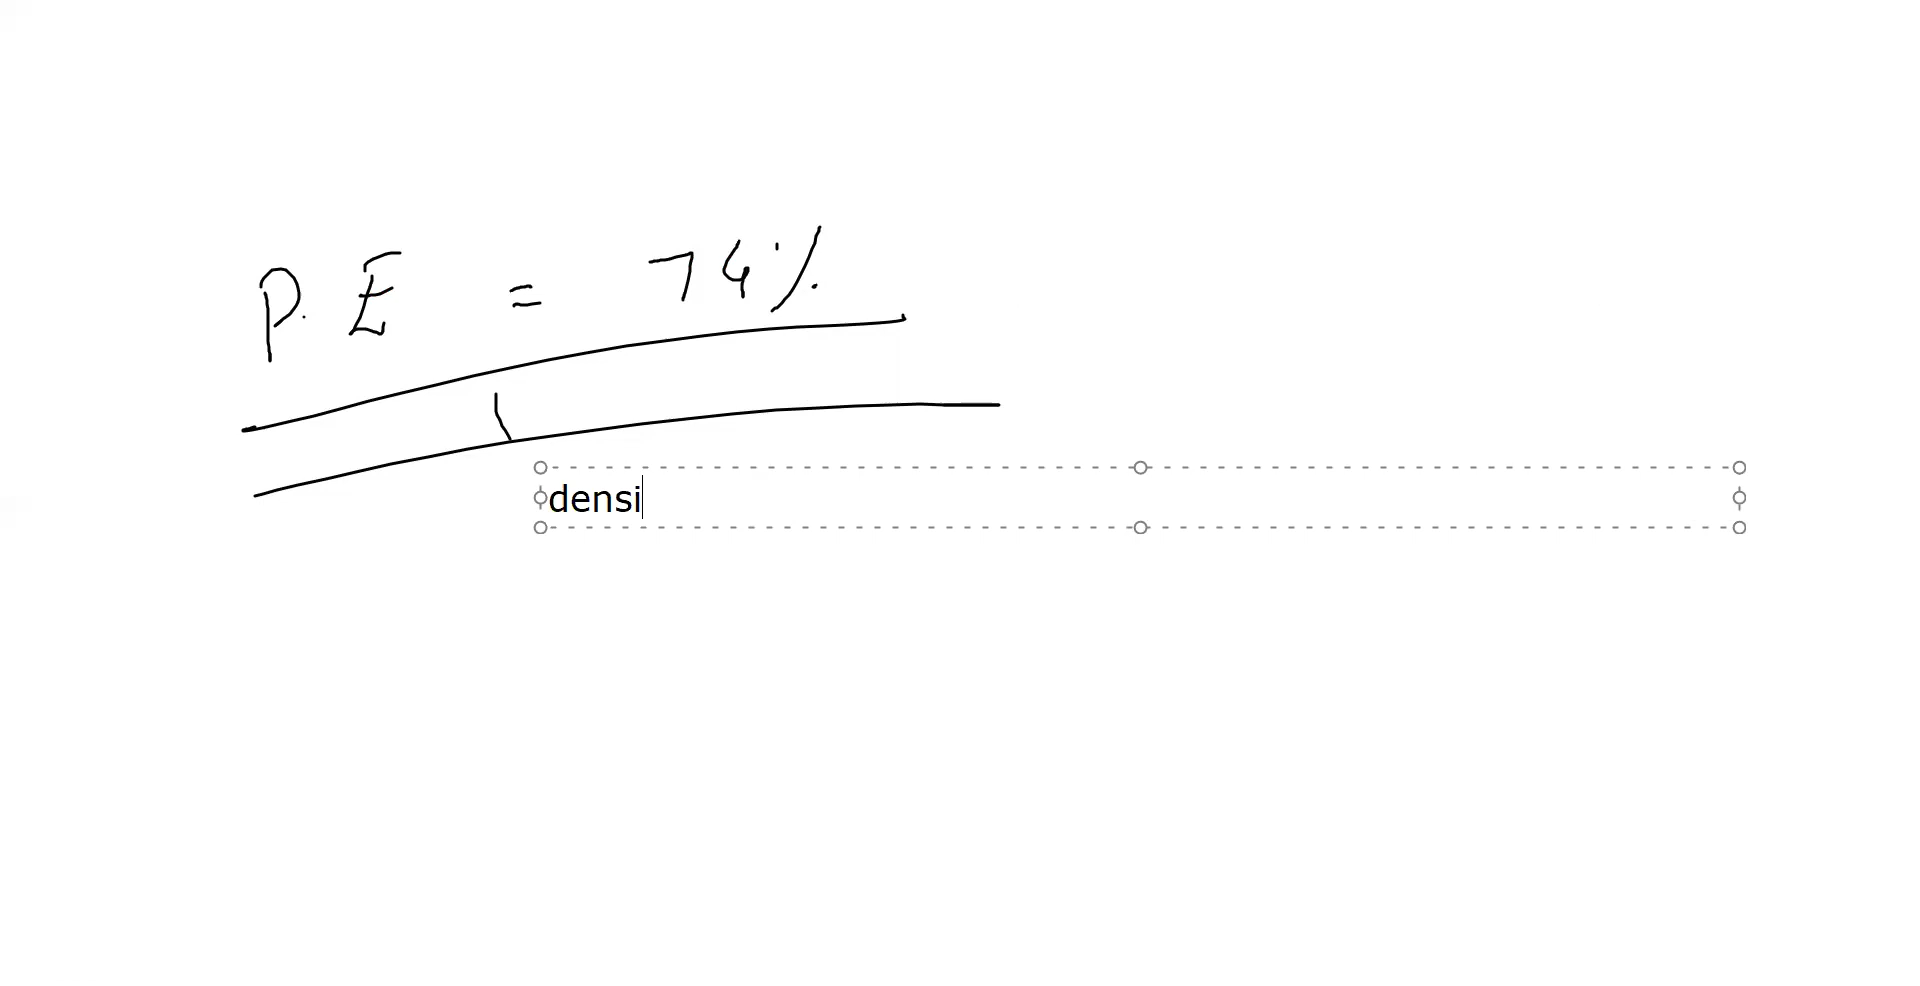 P. E = 74%
densi